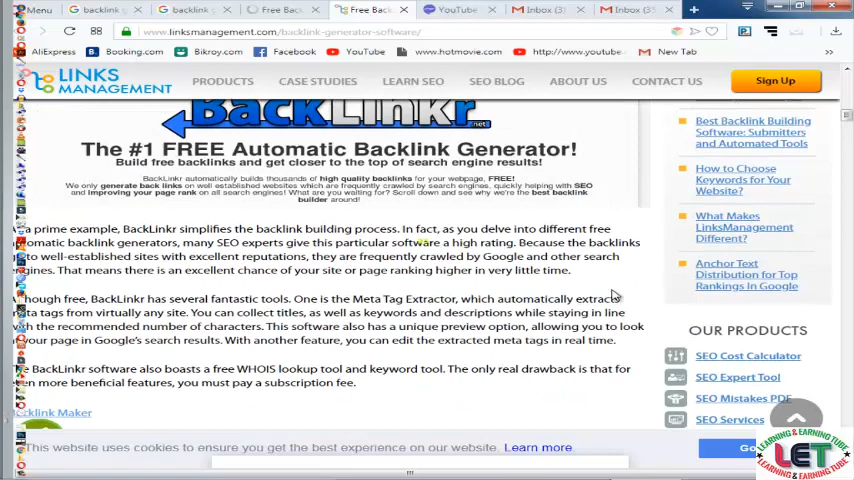 Menu
backlink g
backlink g
Free Back
Free Back
YouTube
Inbox (3
Inbox (35
www.linksmanagement.com/backlink-generator-software/
AliExpress
Booking.com
Bikroy.com
Facebook
YouTube
www.hotmovie.com
http://www.youtube
New Tab
LINKS
MANAGEMENT
PRODUCTS
CASE STUDIES
LEARN SEO
SEO BLOG
ABOUT US
CONTACT US
Sign Up
BackLinkr
.net
The #1 FREE Automatic Backlink Generator!
Build free backlinks and get closer to the top of search engine results!
BackLinkr automatically builds thousands of high quality backlinks for your webpage, FREE!
We only generate back links on well established websites which are frequently crawled by search engines, quickly helping with SEO
and improving your page rank on all search engines! What are you waiting for? Scroll down and see why we're the best backlink
builder around!
a prime example, BackLinkr simplifies the backlink building process. In fact, as you delve into different free
omatic backlink generators, many SEO experts give this particular software a high rating. Because the backlinks
to well-established sites with excellent reputations, they are frequently crawled by Google and other search
gines. That means there is an excellent chance of your site or page ranking higher in very little time.
hough free, BackLinkr has several fantastic tools. One is the Meta Tag Extractor, which automatically extracts
meta tags from virtually any site. You can collect titles, as well as keywords and descriptions while staying in line
with the recommended number of characters. This software also has a unique preview option, allowing you to look
your page in Google's search results. With another feature, you can edit the extracted meta tags in real time.
e BackLinkr software also boasts a free WHOIS lookup tool and keyword tool. The only real drawback is that for
en more beneficial features, you must pay a subscription fee.
cklink Maker
Best Backlink Building
Software: Submitters
and Automated Tools
How to Choose
Keywords for Your
Website?
What Makes
LinksManagement
Different?
Anchor Text
Distribution for Top
Rankings In Google
OUR PRODUCTS
SEO Cost Calculator
SEO Expert Tool
SEO Mistakes PDF
SEO Services
This website uses cookies to ensure you get the best experience on our website. Learn more
Go
LEARNING & EARNING TUBE
LET
LEARNING & EARNING TUBE